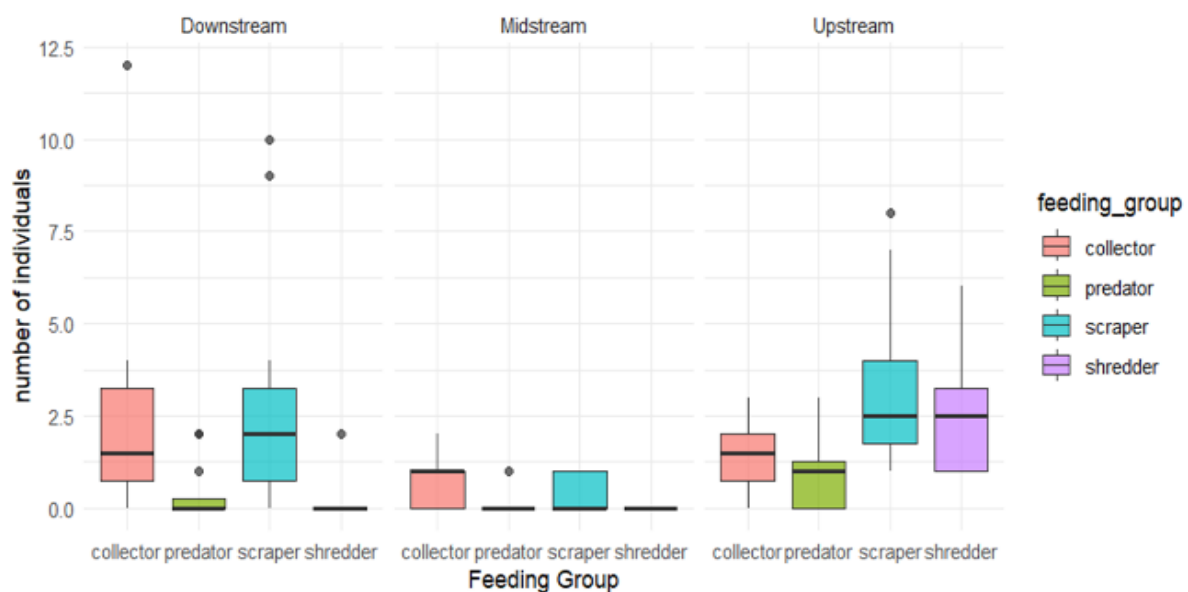 Downstream Midstream Upstream
12.5
10.0
7.5
5.0
2.5
0.0
number of individuals
collector predator scraper shredder collector predator scraper shredder collector predator scraper shredder
Feeding Group
feeding_group
collector
predator
scraper
shredder